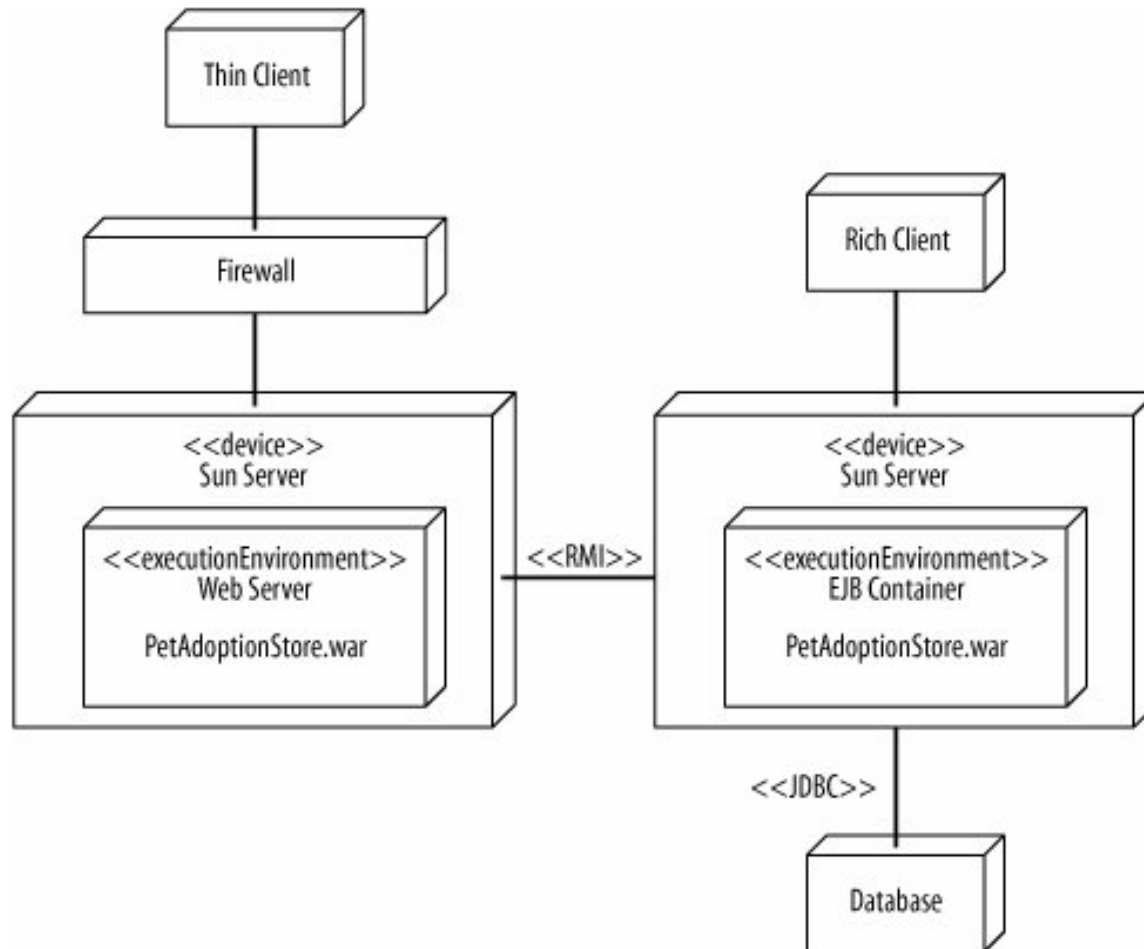 Thin Client
Firewall
Rich Client
<<device>>
Sun Server
<<executionEnvironment>>
Web Server
PetAdoptionStore.war
<<RMI>>
<<device>>
Sun Server
<<executionEnvironment>>
EJB Container
PetAdoptionStore.war
<<JDBC>>
Database